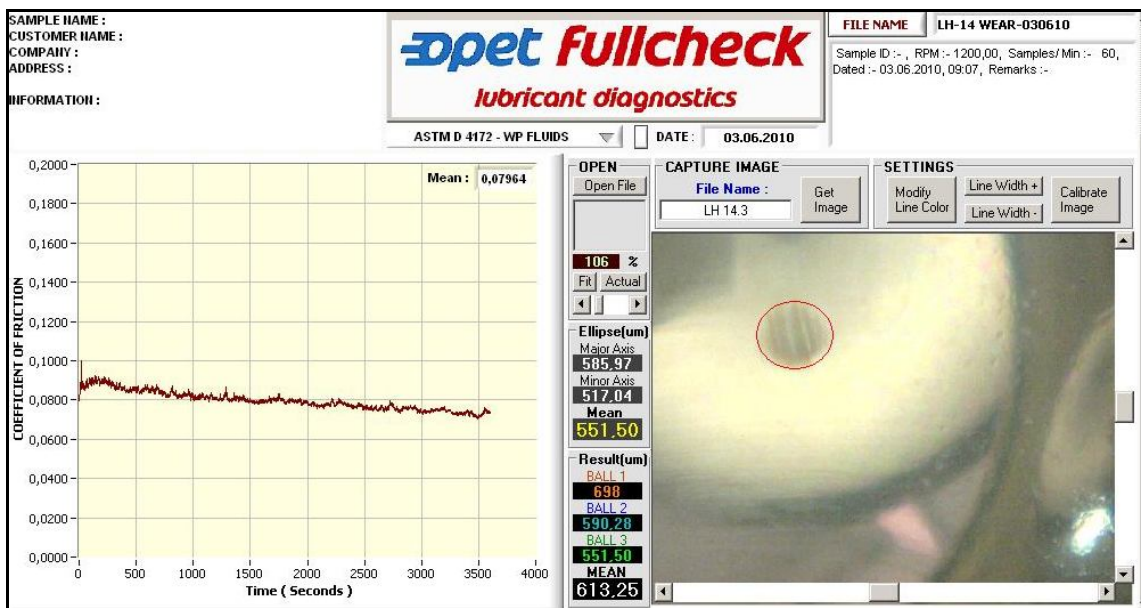 SAMPLE NAME :
CUSTOMER NAME :
COMPANY :
ADDRESS :
INFORMATION :
opet fullcheck
lubricant diagnostics
FILE NAME
LH-14 WEAR-030610
Sample ID :- , RPM :- 1200,00, Samples/ Min :- 60,
Dated :- 03.06.2010, 09:07, Remarks :-
ASTM D 4172 - WP FLUIDS
DATE :
03.06.2010
Mean :
0,07964
0,2000
0,1800
0,1600
0,1400
0,1200
0,1000
0,0800
0,0600
0,0400
0,0200
0,0000
COEFFICIENT OF FRICTION
0
500
1000
1500
2000
2500
3000
3500
4000
Time ( Seconds )
OPEN
Open File
106 %
Fit
Actual
Ellipse(um)
Major Axis
585,97
Minor Axis
517,04
Mean
551,50
Result(um)
BALL 1
698
BALL 2
590,28
BALL 3
551,50
MEAN
613,25
CAPTURE IMAGE
File Name :
LH 14.3
Get
Image
SETTINGS
Modify
Line Color
Line Width +
Line Width -
Calibrate
Image